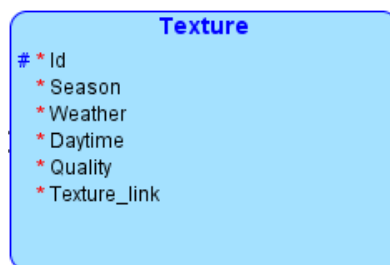 Texture
# * Id
* Season
* Weather
* Daytime
* Quality
* Texture_link